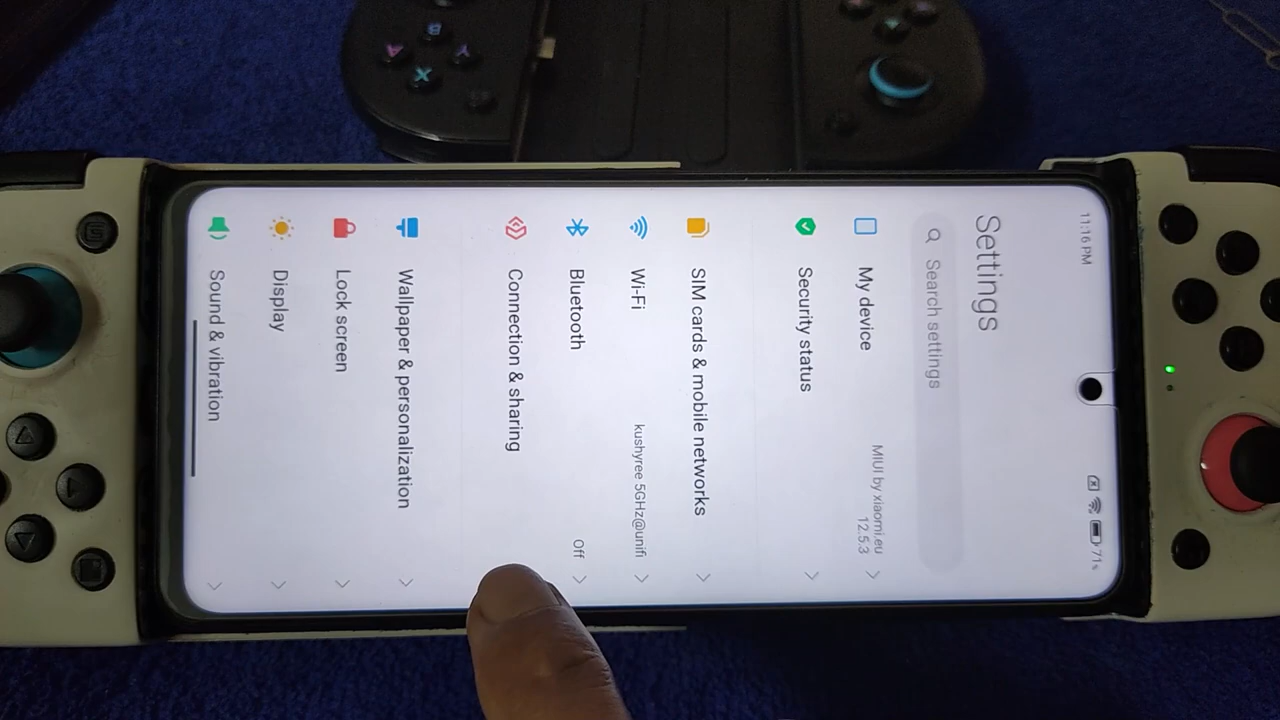 11:16 PM
71%
Settings
Search settings
My device
MIUI by xiaomi.eu
12.5.3
Security status
SIM cards & mobile networks
Wi-Fi
kushyree 5GHz@unifi
Bluetooth
Off
Connection & sharing
Wallpaper & personalization
Lock screen
Display
Sound & vibration
B
A
Y
X